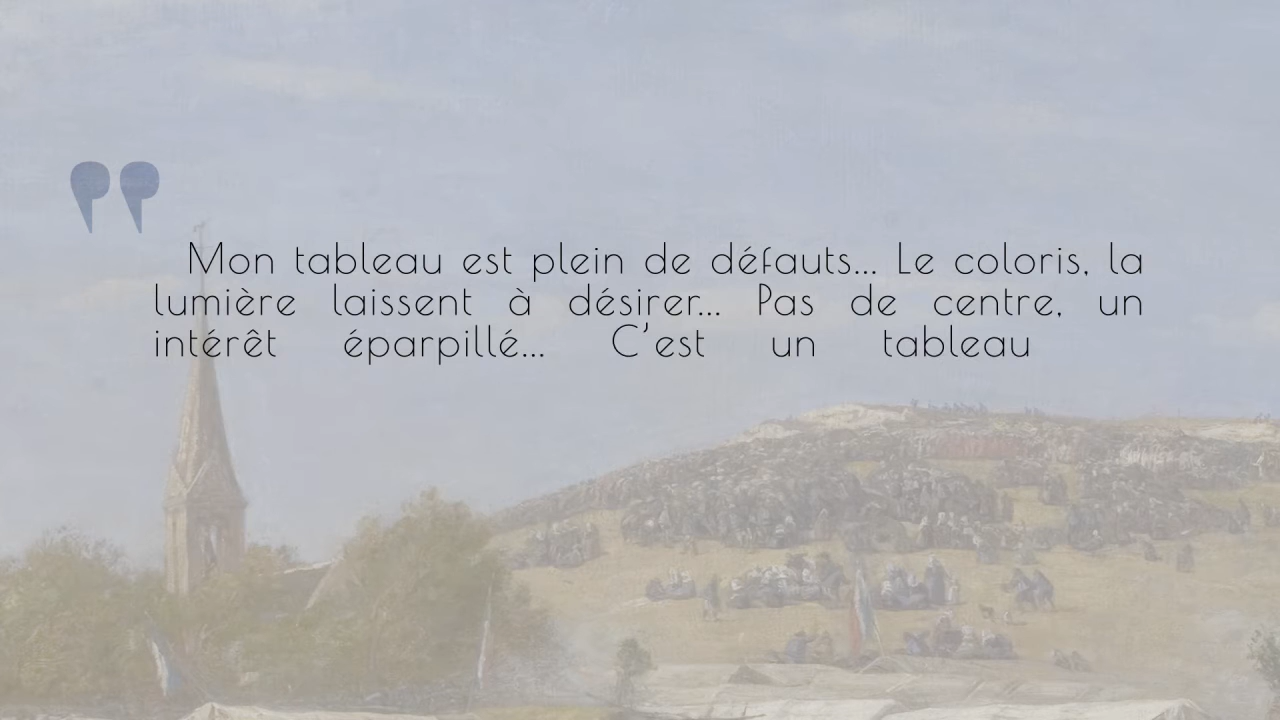 Mon tableau est plein de défauts... Le coloris, la
lumière laissent à désirer... Pas de centre, un
intérêt éparpillé... C’est un tableau